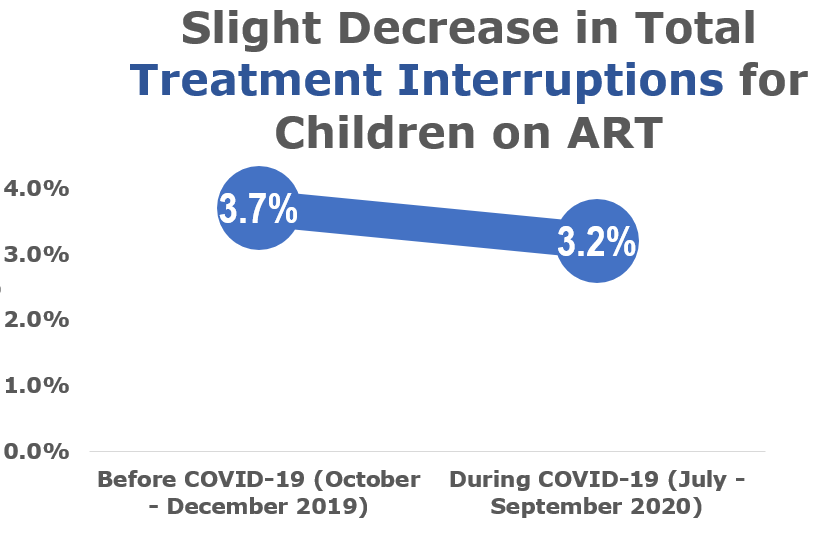 Slight Decrease in Total
Treatment Interruptions for
Children on ART
4.0%
3.0%
2.0%
1.0%
0.0%
3.7%
3.2%
Before COVID-19 (October
- December 2019)
During COVID-19 (July -
September 2020)